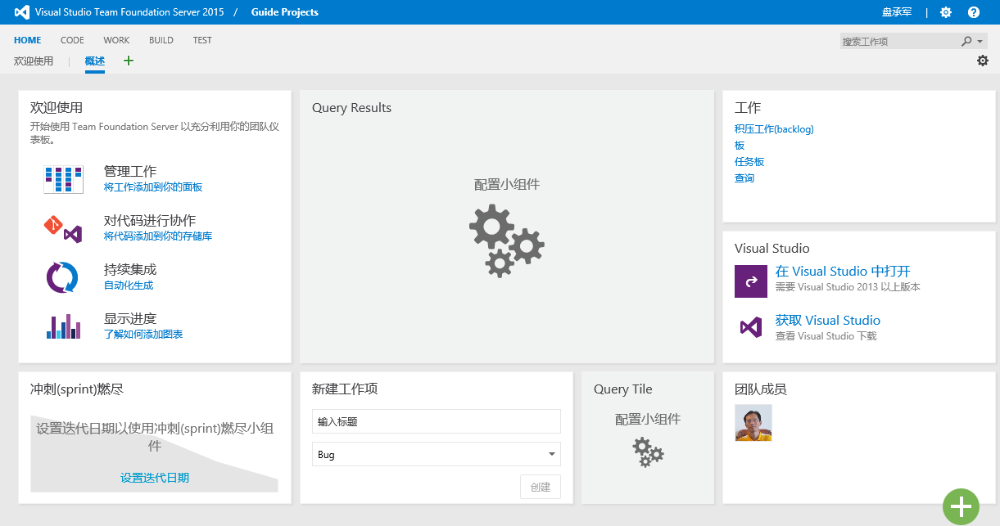 Visual Studio Team Foundation Server 2015 / Guide Projects
盘承军 |
HOME CODE WORK BUILD TEST
搜索工作项
欢迎使用 | 概述
欢迎使用
开始使用 Team Foundation Server 以充分利用你的团队仪
表板。
管理工作
将工作添加到你的面板
对代码进行协作
将代码添加到你的存储库
持续集成
自动化生成
显示进度
了解如何添加图表
Query Results
配置小组件
工作
积压工作(backlog)
板
任务板
查询
Visual Studio
在 Visual Studio 中打开
需要 Visual Studio 2013 以上版本
获取 Visual Studio
查看 Visual Studio 下载
冲刺(sprint)燃尽
设置迭代日期以使用冲刺(sprint)燃尽小组
件
设置迭代日期
新建工作项
输入标题
Bug
创建
Query Tile
配置小组件
团队成员